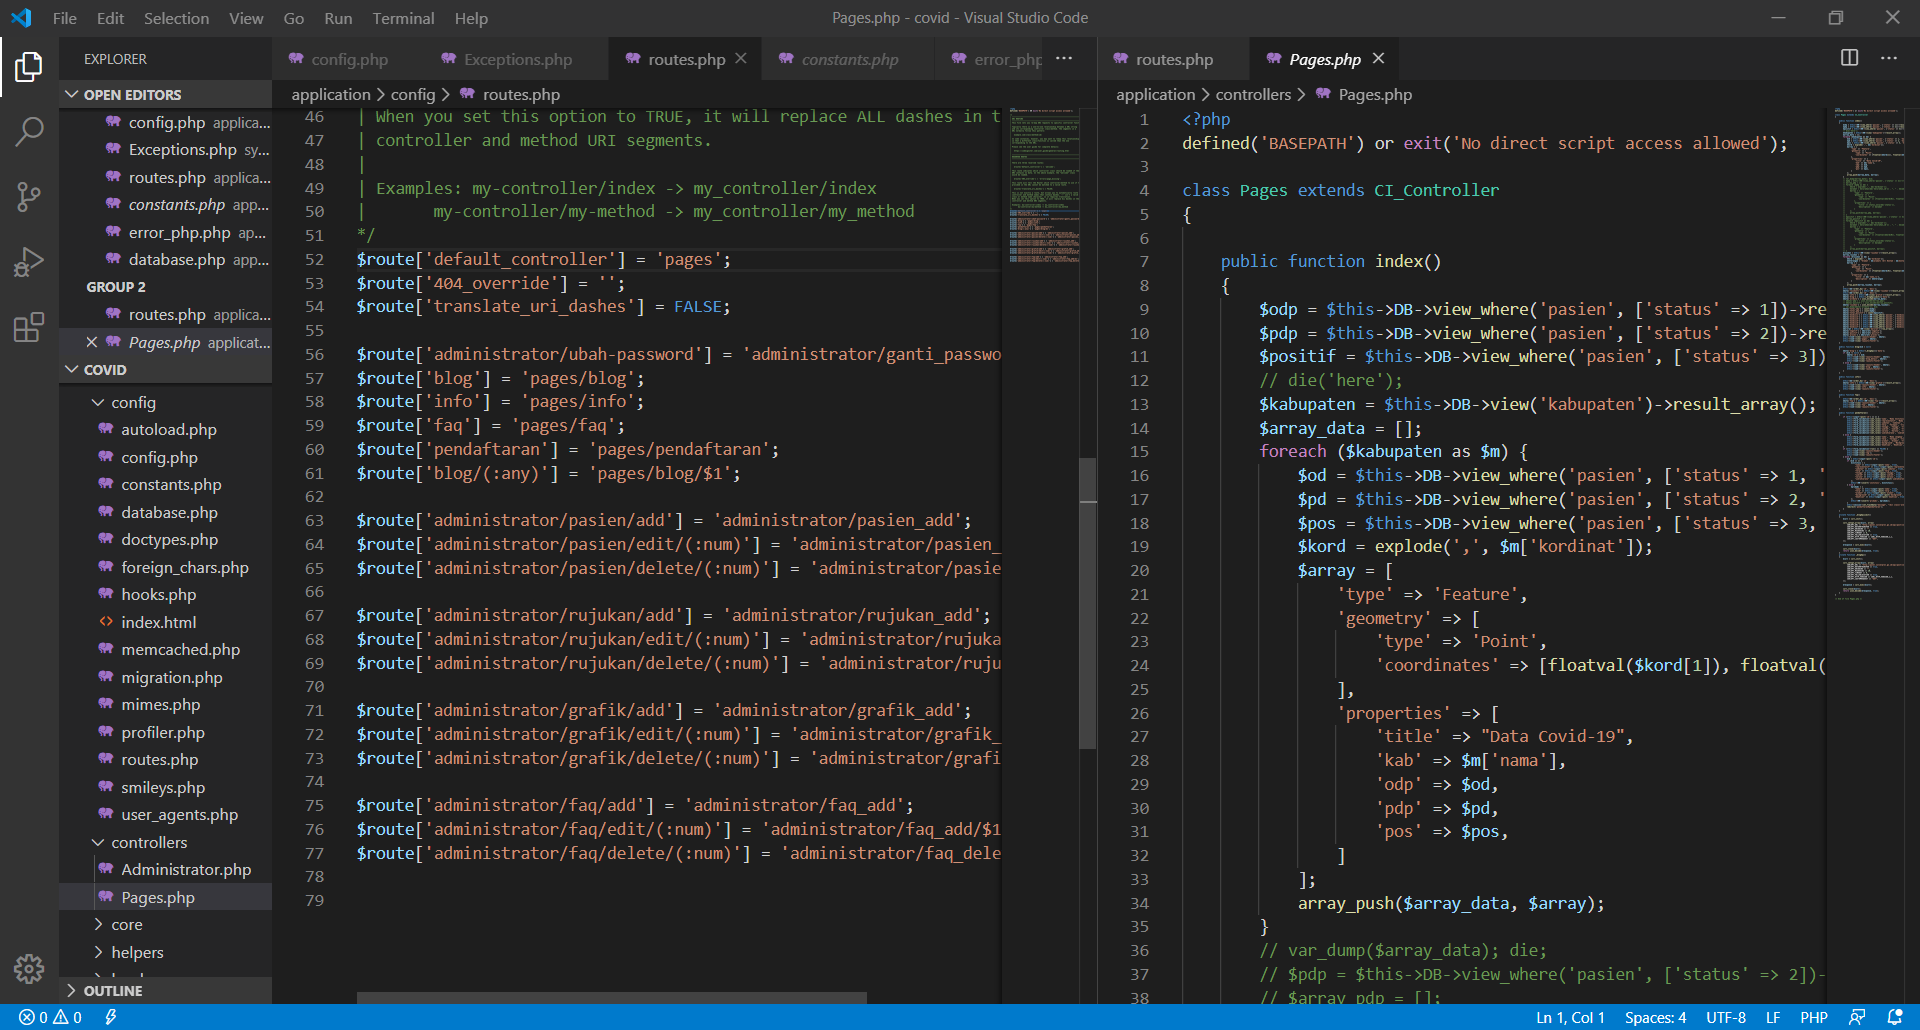 File Edit Selection View Go Run Terminal Help
Pages.php - covid - Visual Studio Code
EXPLORER
OPEN EDITORS
config.php applica...
Exceptions.php sy...
routes.php applica...
constants.php app...
error_php.php ap...
database.php app...
GROUP 2
routes.php applica...
Pages.php applicat...
COVID
config
autoload.php
config.php
constants.php
database.php
doctypes.php
foreign_chars.php
hooks.php
index.html
memcached.php
migration.php
mimes.php
profiler.php
routes.php
smileys.php
user_agents.php
controllers
Administrator.php
Pages.php
core
helpers
OUTLINE
config.php Exceptions.php routes.php constants.php error_php
application > config > routes.php
46 | When you set this option to TRUE, it will replace ALL dashes in t
47 | controller and method URI segments.
48 |
49 | Examples: my-controller/index -> my_controller/index
50 |       my-controller/my-method -> my_controller/my_method
51 */
52 $route['default_controller'] = 'pages';
53 $route['404_override'] = '';
54 $route['translate_uri_dashes'] = FALSE;
55
56 $route['administrator/ubah-password'] = 'administrator/ganti_passwo
57 $route['blog'] = 'pages/blog';
58 $route['info'] = 'pages/info';
59 $route['faq'] = 'pages/faq';
60 $route['pendaftaran'] = 'pages/pendaftaran';
61 $route['blog/(:any)'] = 'pages/blog/$1';
62
63 $route['administrator/pasien/add'] = 'administrator/pasien_add';
64 $route['administrator/pasien/edit/(:num)'] = 'administrator/pasien_
65 $route['administrator/pasien/delete/(:num)'] = 'administrator/pasie
66
67 $route['administrator/rujukan/add'] = 'administrator/rujukan_add';
68 $route['administrator/rujukan/edit/(:num)'] = 'administrator/rujuka
69 $route['administrator/rujukan/delete/(:num)'] = 'administrator/ruju
70
71 $route['administrator/grafik/add'] = 'administrator/grafik_add';
72 $route['administrator/grafik/edit/(:num)'] = 'administrator/grafik_
73 $route['administrator/grafik/delete/(:num)'] = 'administrator/grafi
74
75 $route['administrator/faq/add'] = 'administrator/faq_add';
76 $route['administrator/faq/edit/(:num)'] = 'administrator/faq_add/$1
77 $route['administrator/faq/delete/(:num)'] = 'administrator/faq_dele
78
79
routes.php Pages.php
application > controllers > Pages.php
1 <?php
2 defined('BASEPATH') or exit('No direct script access allowed');
3
4 class Pages extends CI_Controller
5 {
6
7     public function index()
8     {
9         $odp = $this->DB->view_where('pasien', ['status' => 1])->re
10         $pdp = $this->DB->view_where('pasien', ['status' => 2])->re
11         $positif = $this->DB->view_where('pasien', ['status' => 3])
12         // die('here');
13         $kabupaten = $this->DB->view('kabupaten')->result_array();
14         $array_data = [];
15         foreach ($kabupaten as $m) {
16             $od = $this->DB->view_where('pasien', ['status' => 1, '
17             $pd = $this->DB->view_where('pasien', ['status' => 2, '
18             $pos = $this->DB->view_where('pasien', ['status' => 3,
19             $kord = explode(',', $m['kordinat']);
20             $array = [
21                 'type' => 'Feature',
22                 'geometry' => [
23                     'type' => 'Point',
24                     'coordinates' => [floatval($kord[1]), floatval(
25                 ],
26                 'properties' => [
27                     'title' => "Data Covid-19",
28                     'kab' => $m['nama'],
29                     'odp' => $od,
30                     'pdp' => $pd,
31                     'pos' => $pos,
32                 ]
33             ];
34             array_push($array_data, $array);
35         }
36         // var_dump($array_data); die;
37         // $pdp = $this->DB->view_where('pasien', ['status' => 2])-
38         // $array_pdp = [];
0 0
Ln 1, Col 1 Spaces: 4 UTF-8 LF PHP